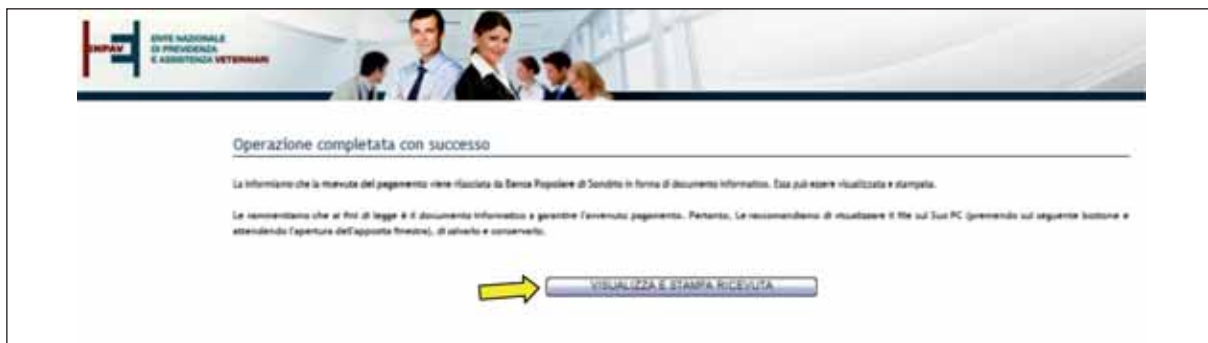 ENPAV
ENTE NAZIONALE
DI PREVIDENZA
E ASSISTENZA VETERINARI
Operazione completata con successo
La informiamo che la ricevuta del pagamento viene rilasciata da Banca Popolare di Sondrio in forma di documento informatico. Essa può essere visualizzata e stampata.
Le rammentiamo che ai fini di legge è il documento informatico a garantire l'avvenuto pagamento. Pertanto, Le raccomandiamo di visualizzare il file sul Suo PC (premendo sul seguente bottone e
attendendo l'apertura dell'apposita finestra), di salvarlo e conservarlo.
VISUALIZZA E STAMPA RICEVUTA